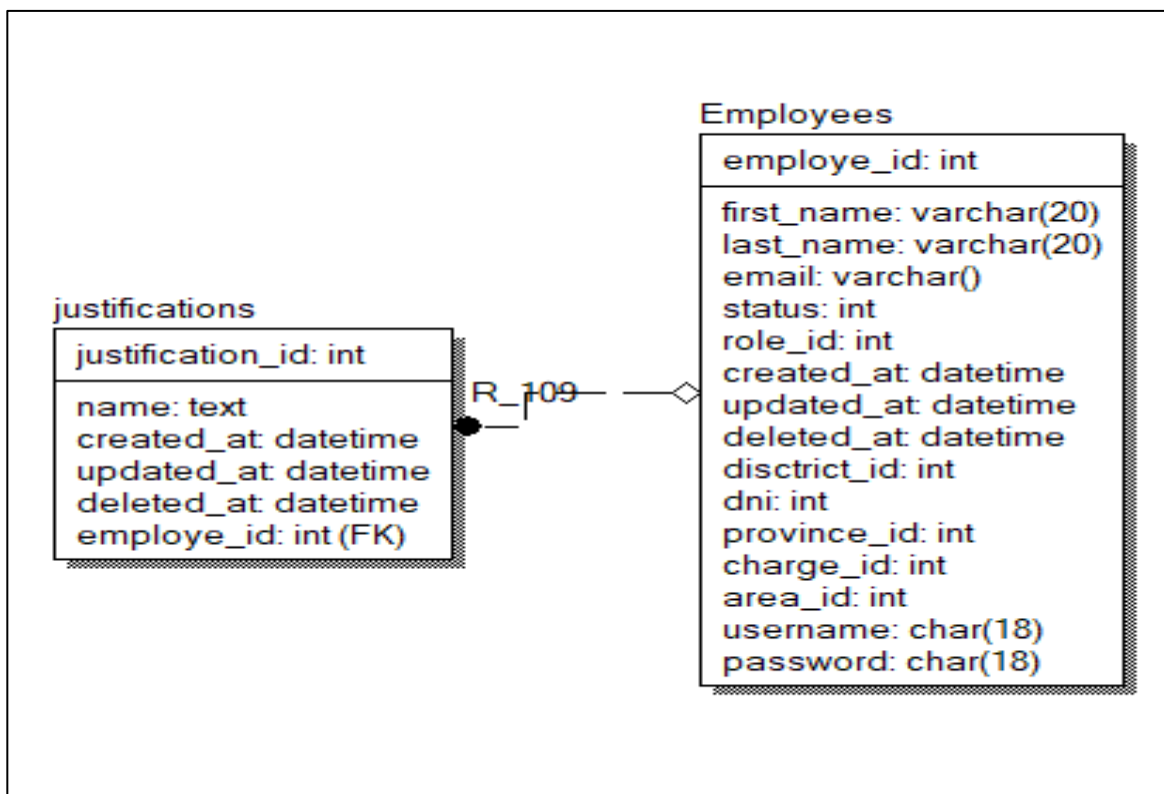 Employees
employe_id: int
first_name: varchar(20)
last_name: varchar(20)
email: varchar()
status: int
role_id: int
created_at: datetime
updated_at: datetime
deleted_at: datetime
disctrict_id: int
dni: int
province_id: int
charge_id: int
area_id: int
username: char(18)
password: char(18)
justifications
justification_id: int
name: text
created_at: datetime
updated_at: datetime
deleted_at: datetime
employe_id: int (FK)
R_109